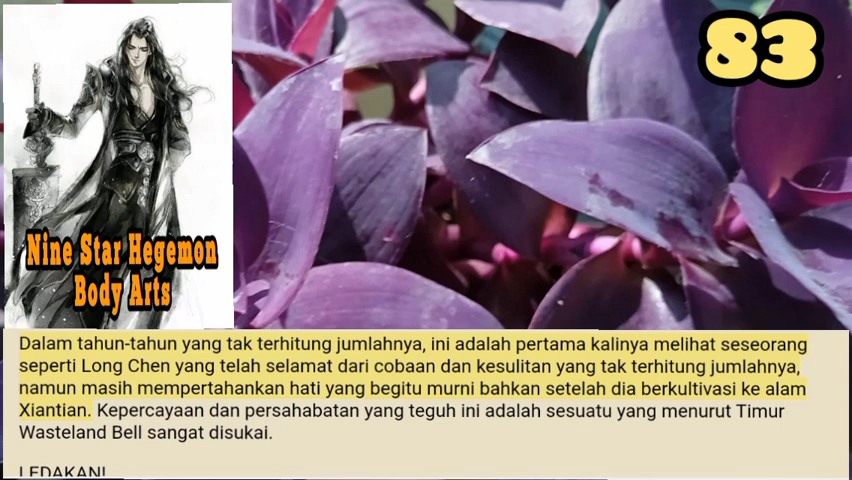 83
Nine Star Hegemon
Body Arts
Dalam tahun-tahun yang tak terhitung jumlahnya, ini adalah pertama kalinya melihat seseorang
seperti Long Chen yang telah selamat dari cobaan dan kesulitan yang tak terhitung jumlahnya,
namun masih mempertahankan hati yang begitu murni bahkan setelah dia berkultivasi ke alam
Xiantian. Kepercayaan dan persahabatan yang teguh ini adalah sesuatu yang menurut Timur
Wasteland Bell sangat disukai.
LEDAKAN!